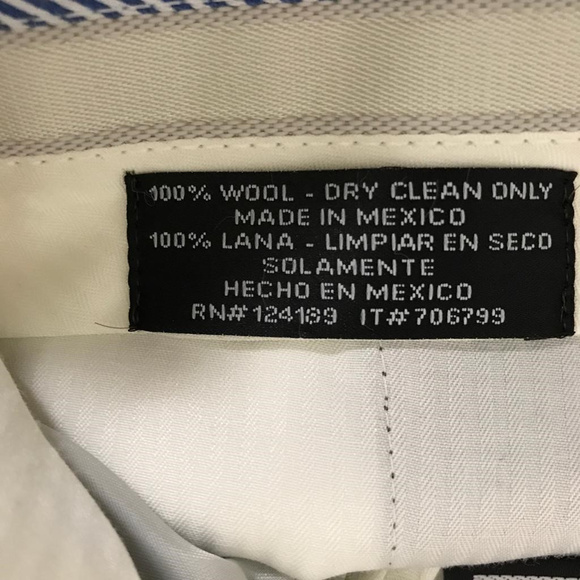 100% WOOL - DRY CLEAN ONLY
MADE IN MEXICO
100% LANA - LIMPIAR EN SECO
SOLAMENTE
HECHO EN MEXICO
RN# 124189 IT# 706799